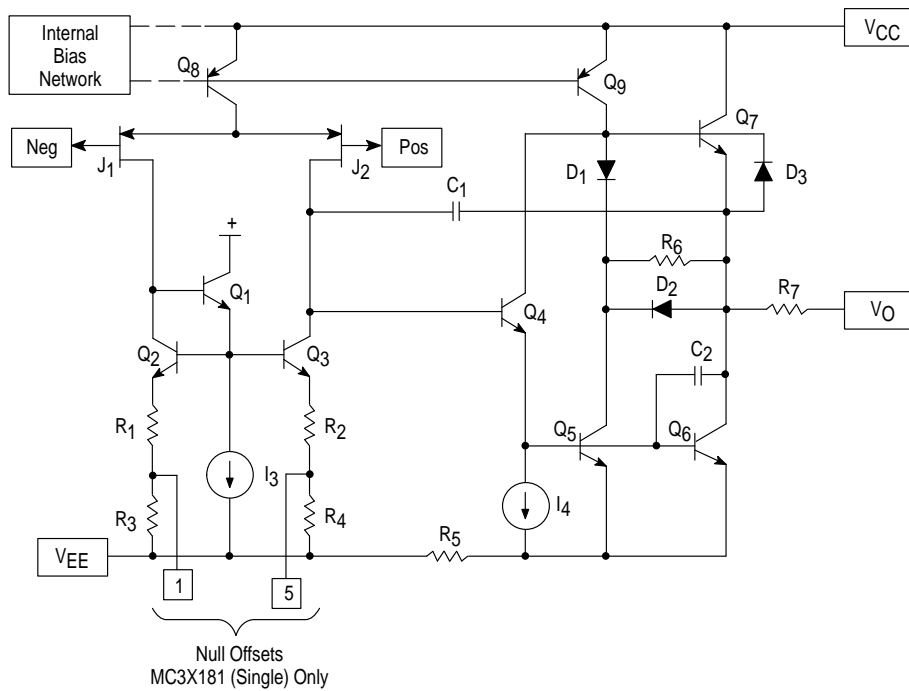 Internal
Bias
Network
VCC
Q8
Q9
Q7
Neg
J1
J2
Pos
D1
D3
C1
+
R6
Q1
D2
R7
VO
Q4
Q2
Q3
C2
R1
R2
Q5
Q6
I3
I4
R3
R4
R5
VEE
1
5
Null Offsets
MC3X181 (Single) Only